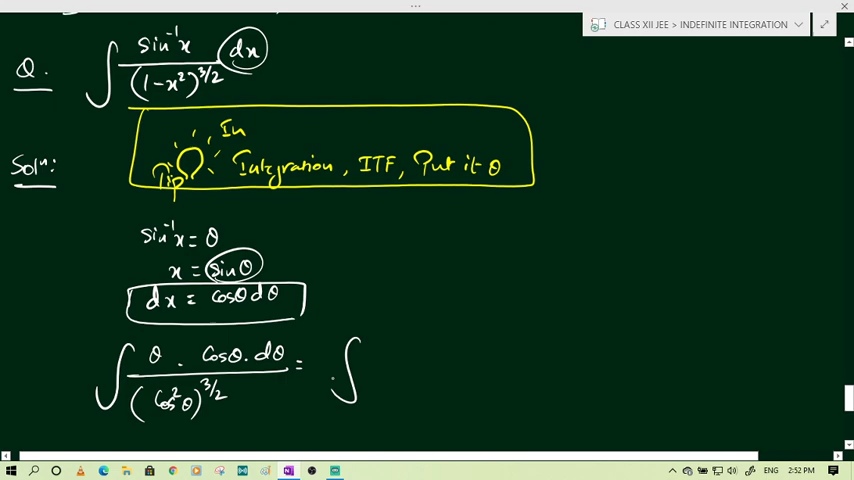 CLASS XII JEE > INDEFINITE INTEGRATION
Q. ∫ sin⁻¹x / (1-x²)^3/2 dx
In
Soln: Tip Integration, ITF, Put it θ
sin⁻¹x = θ
x = sinθ
dx = cosθ dθ
∫ θ . cosθ. dθ / (cos²θ)^3/2 = ∫
ENG 2:52 PM